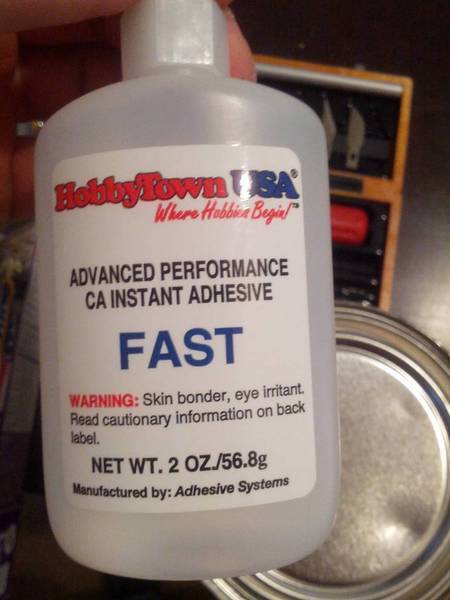 HobbyTown USA®
Where Hobbies Begin!™
ADVANCED PERFORMANCE
CA INSTANT ADHESIVE
FAST
WARNING: Skin bonder, eye irritant.
Read cautionary information on back
label.
NET WT. 2 OZ./56.8g
Manufactured by: Adhesive Systems